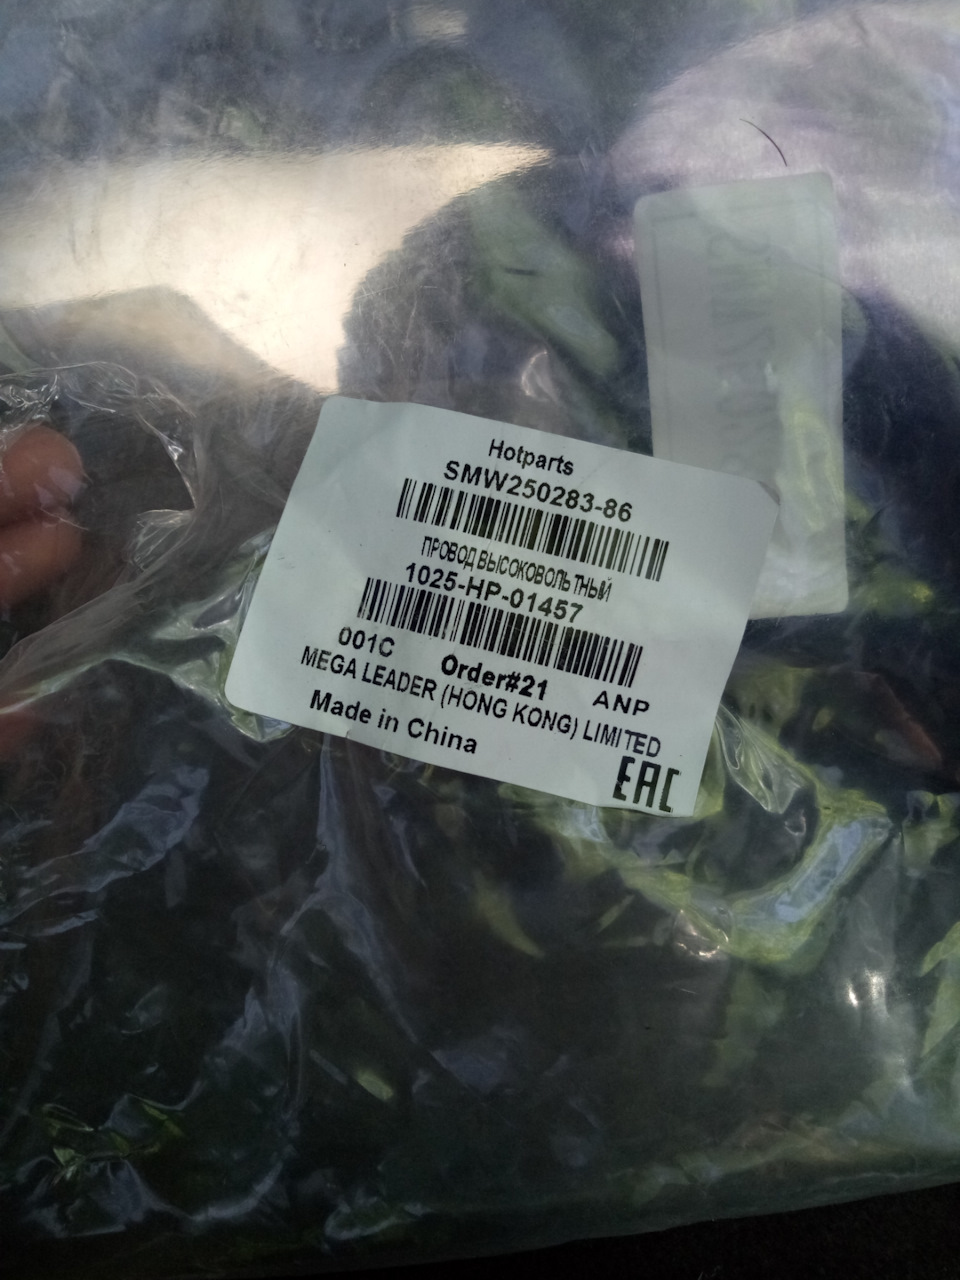 Hotparts
SMW250283-86
ПРОВОД ВЫСОКОВОЛЬТНЫЙ
1025-HP-01457
001C Order#21 ANP
MEGA LEADER (HONG KONG) LIMITED
Made in China
EAC